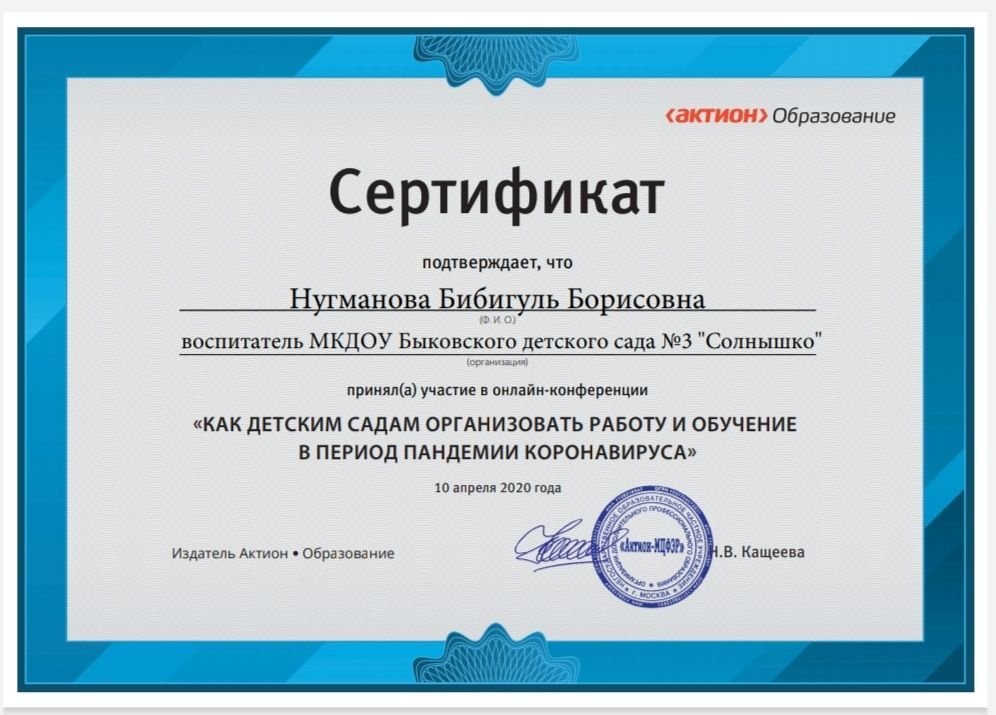 <актион> Образование
Сертификат
подтверждает, что
Нугманова Бибигуль Борисовна
(Ф. И. О.)
воспитатель МКДОУ Быковского детского сада №3 "Солнышко"
(организация)
принял(а) участие в онлайн-конференции
«КАК ДЕТСКИМ САДАМ ОРГАНИЗОВАТЬ РАБОТУ И ОБУЧЕНИЕ
В ПЕРИОД ПАНДЕМИИ КОРОНАВИРУСА»
10 апреля 2020 года
Издатель Актион • Образование
«Актион-МЦФЭР»
г. МОСКВА
Н.В. Кащеева